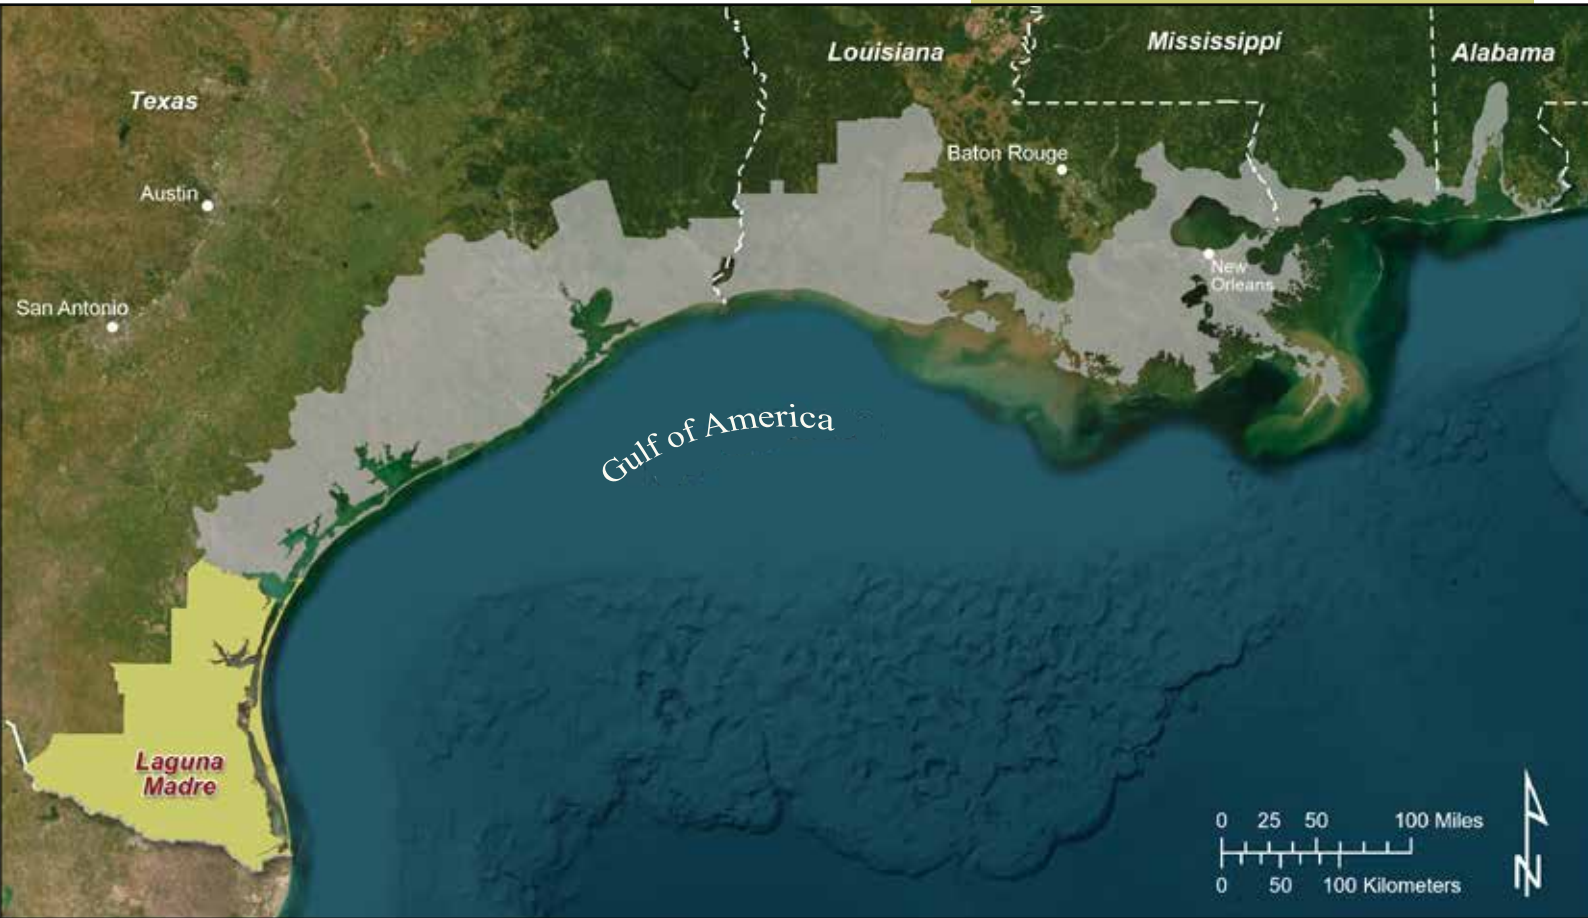 Texas
Louisiana
Mississippi
Alabama
Austin
Baton Rouge
San Antonio
New
Orleans
Gulf of America
Laguna
Madre
0 25 50 100 Miles
0 50 100 Kilometers
N